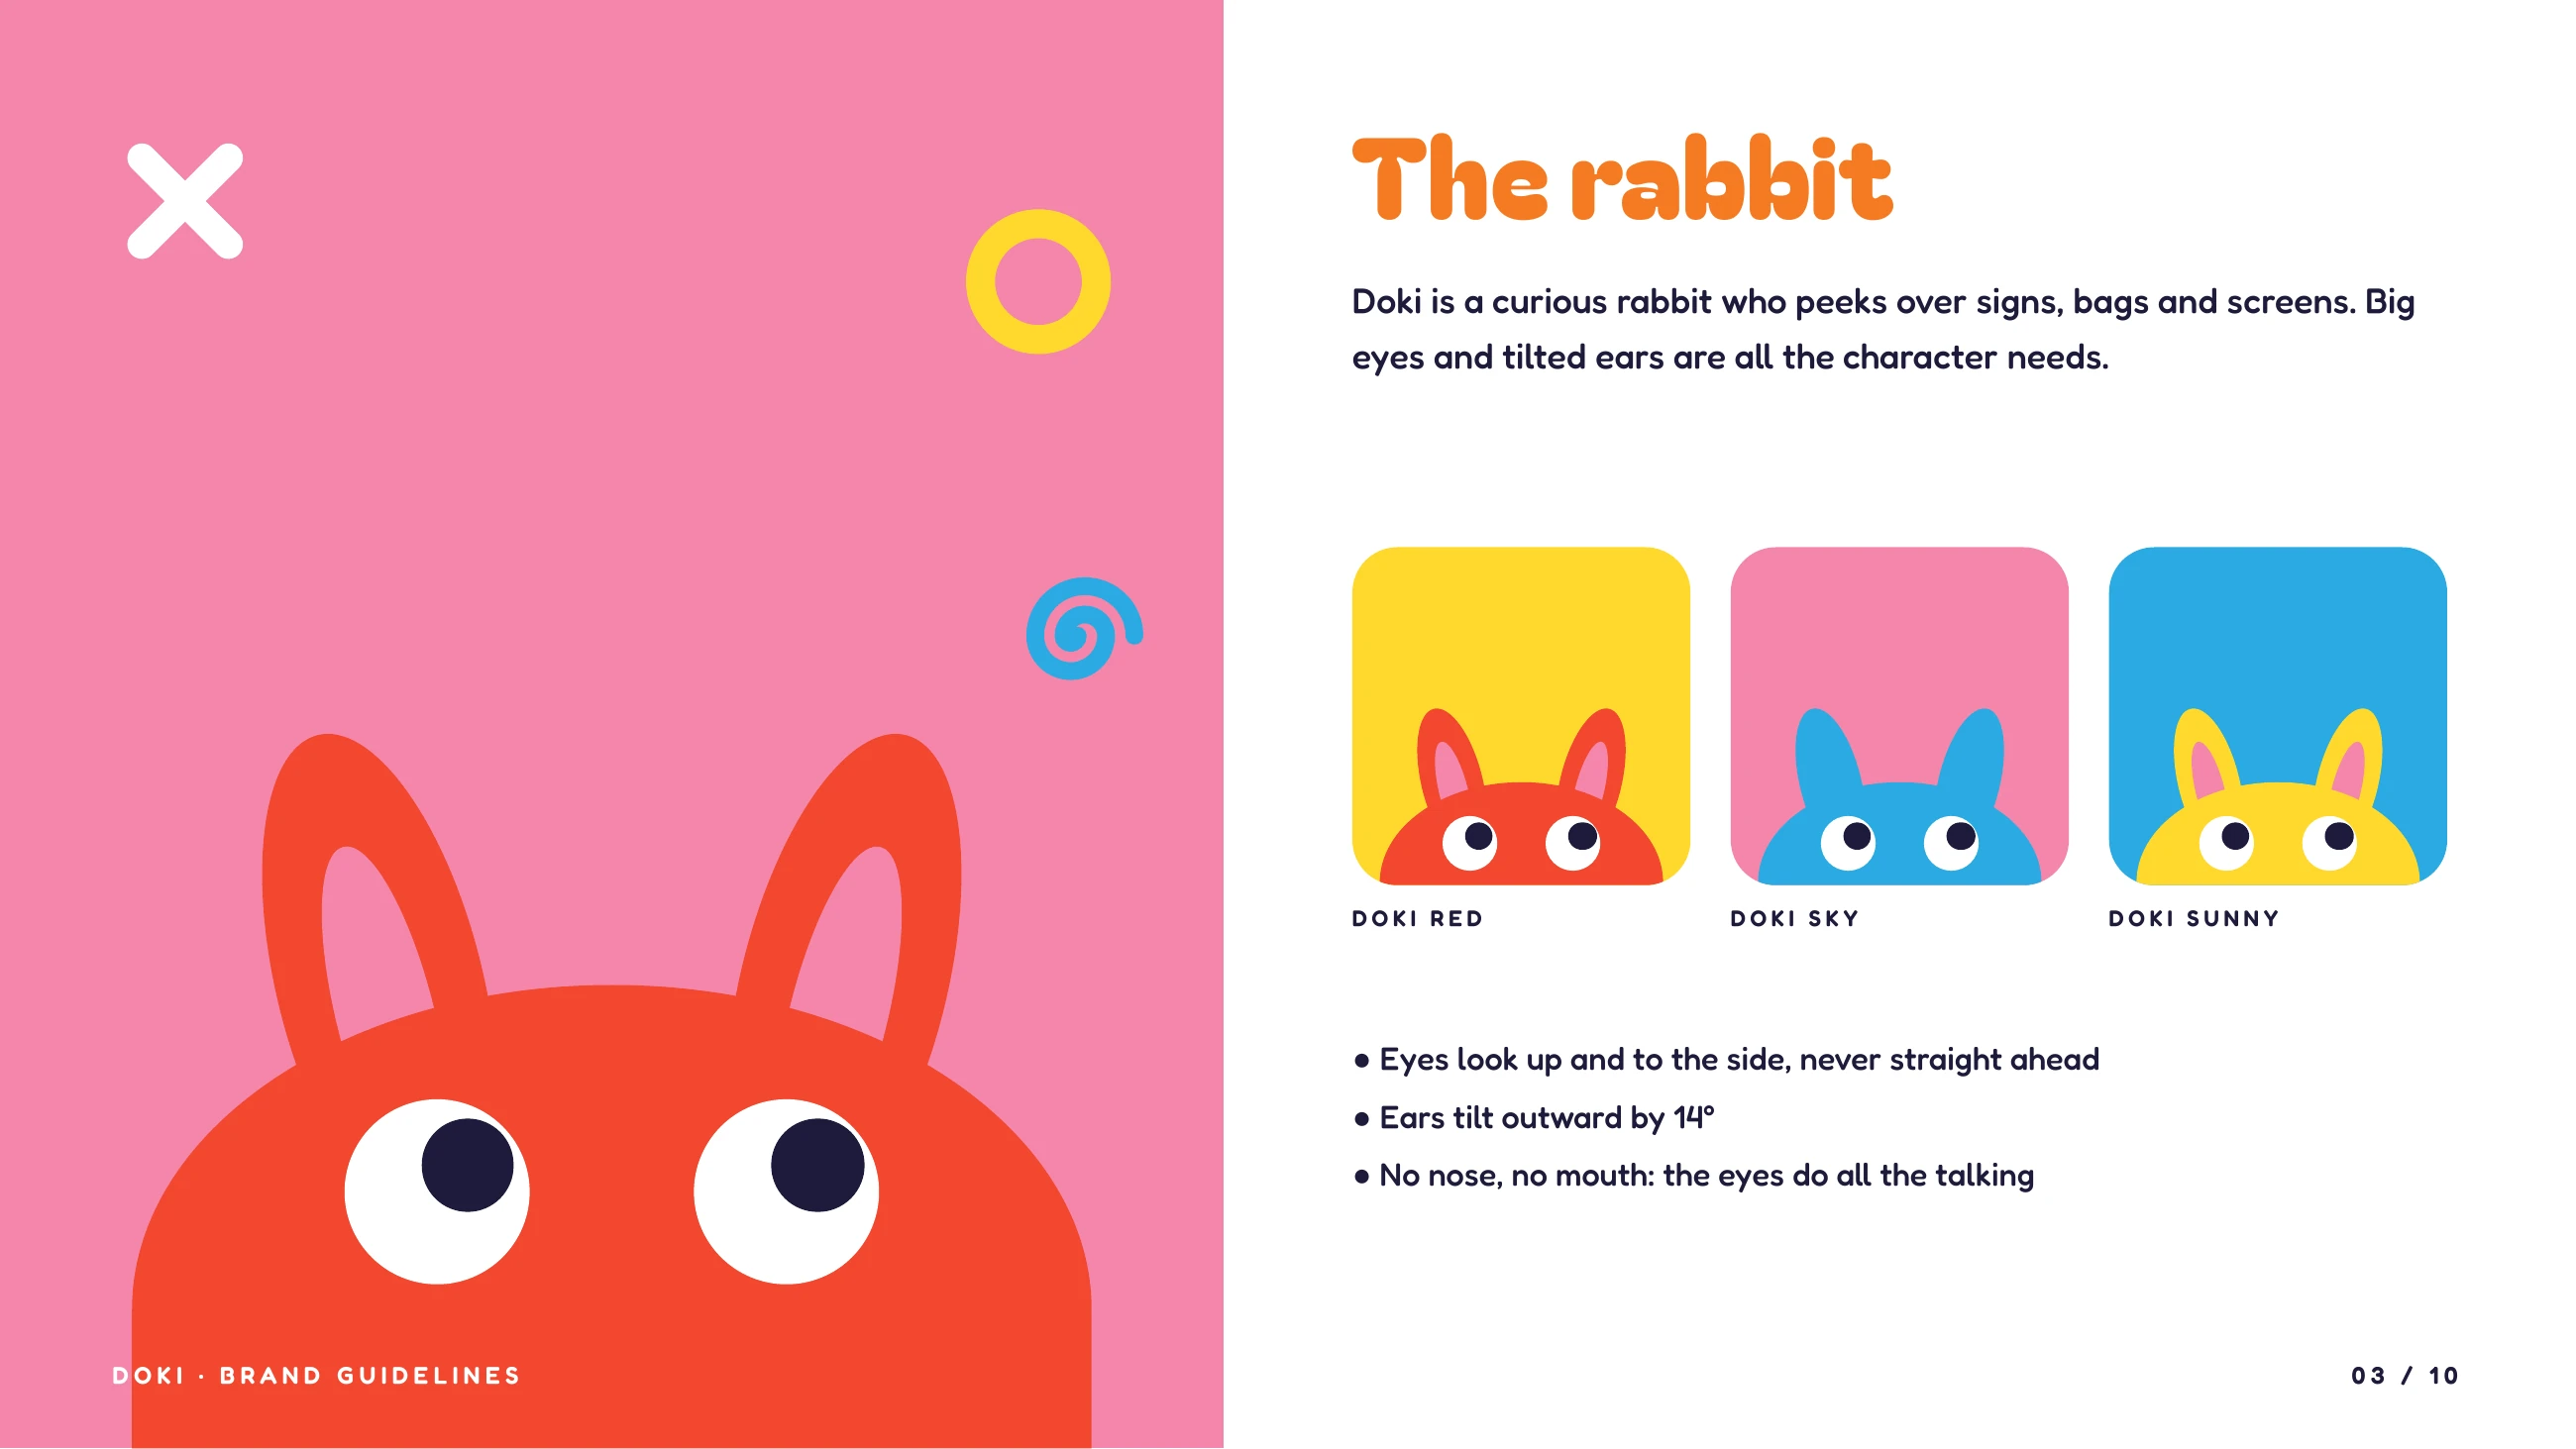 The rabbit
Doki is a curious rabbit who peeks over signs, bags and screens. Big
eyes and tilted ears are all the character needs.
DOKI RED
DOKI SKY
DOKI SUNNY
• Eyes look up and to the side, never straight ahead
• Ears tilt outward by 14°
• No nose, no mouth: the eyes do all the talking
DOKI · BRAND GUIDELINES
03 / 10